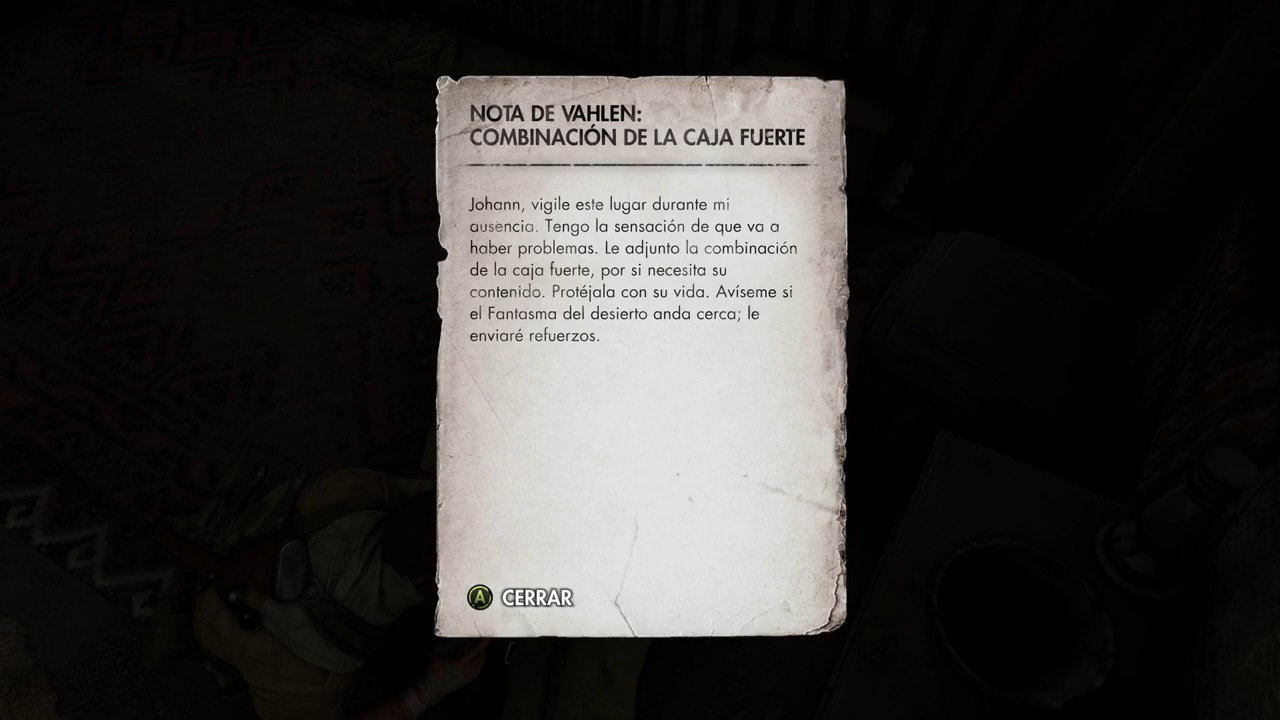 NOTA DE VAHLEN:
COMBINACIÓN DE LA CAJA FUERTE
Johann, vigile este lugar durante mi
ausencia. Tengo la sensación de que va a
haber problemas. Le adjunto la combinación
de la caja fuerte, por si necesita su
contenido. Protéjala con su vida. Avíseme si
el Fantasma del desierto anda cerca; le
enviaré refuerzos.
A CERRAR